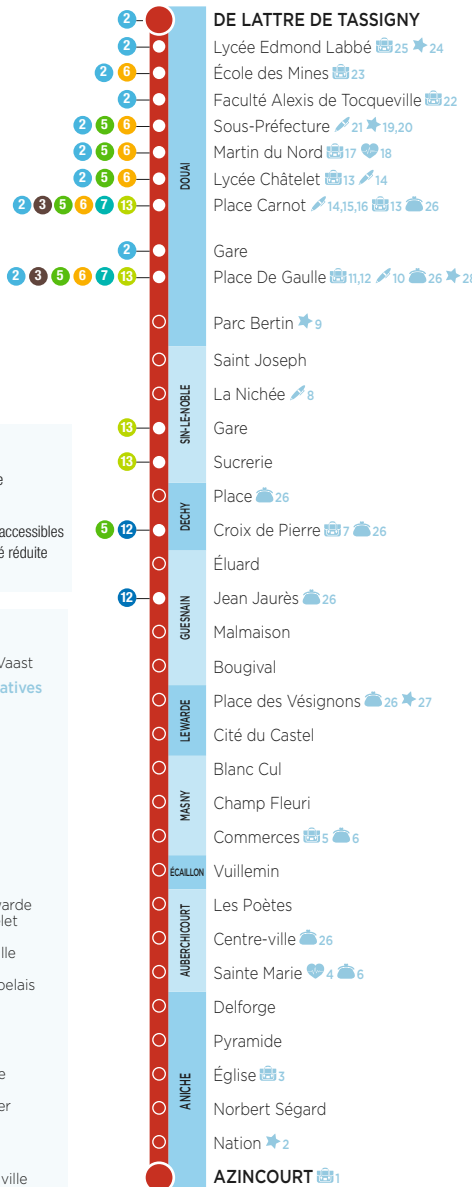 2 DE LATTRE DE TASSIGNY
2 Lycée Edmond Labbé 25 24
2 6 École des Mines 23
2 Faculté Alexis de Tocqueville 22
2 5 6 Sous-Préfecture 21 19,20
2 5 6 Martin du Nord 17 18
2 5 6 Lycée Châtelet 13 14
2 3 5 6 7 13 Place Carnot 14,15,16 13 26
2 Gare
2 3 5 6 7 13 Place De Gaulle 11,12 10 26 28
Parc Bertin 9
DOUAI
Saint Joseph
La Nichée 8
13 Gare
13 Sucrerie
SIN-LE-NOBLE
Place 26
5 12 Croix de Pierre 7 26
DECHY
Éluard
12 Jean Jaurès 26
Malmaison
Bougival
GUESNAIN
Place des Vésignons 26 27
Cité du Castel
LEWARDE
Blanc Cul
Champ Fleuri
Commerces 5 6
MASNY
ÉCAILLON Vuillemin
Les Poètes
Centre-ville 26
Sainte Marie 4 6
AUBERCHICOURT
Delforge
Pyramide
Église 3
Norbert Ségard
Nation 2
AZINCOURT 1
ANICHE
e
accessibles
é réduite
Vaast
atives
arde
let
lle
belais
e
er
ville